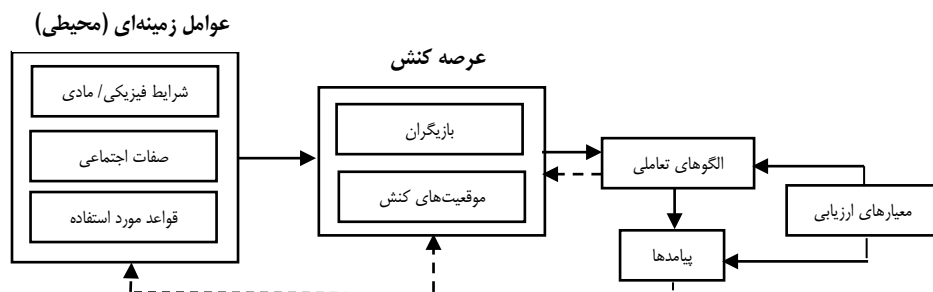 عوامل زمینه‌ای (محیطی)
شرایط فیزیکی/ مادی
صفات اجتماعی
قواعد مورد استفاده
عرصه کنش
بازیگران
موقعیت‌های کنش
الگوهای تعاملی
پیامدها
معیارهای ارزیابی